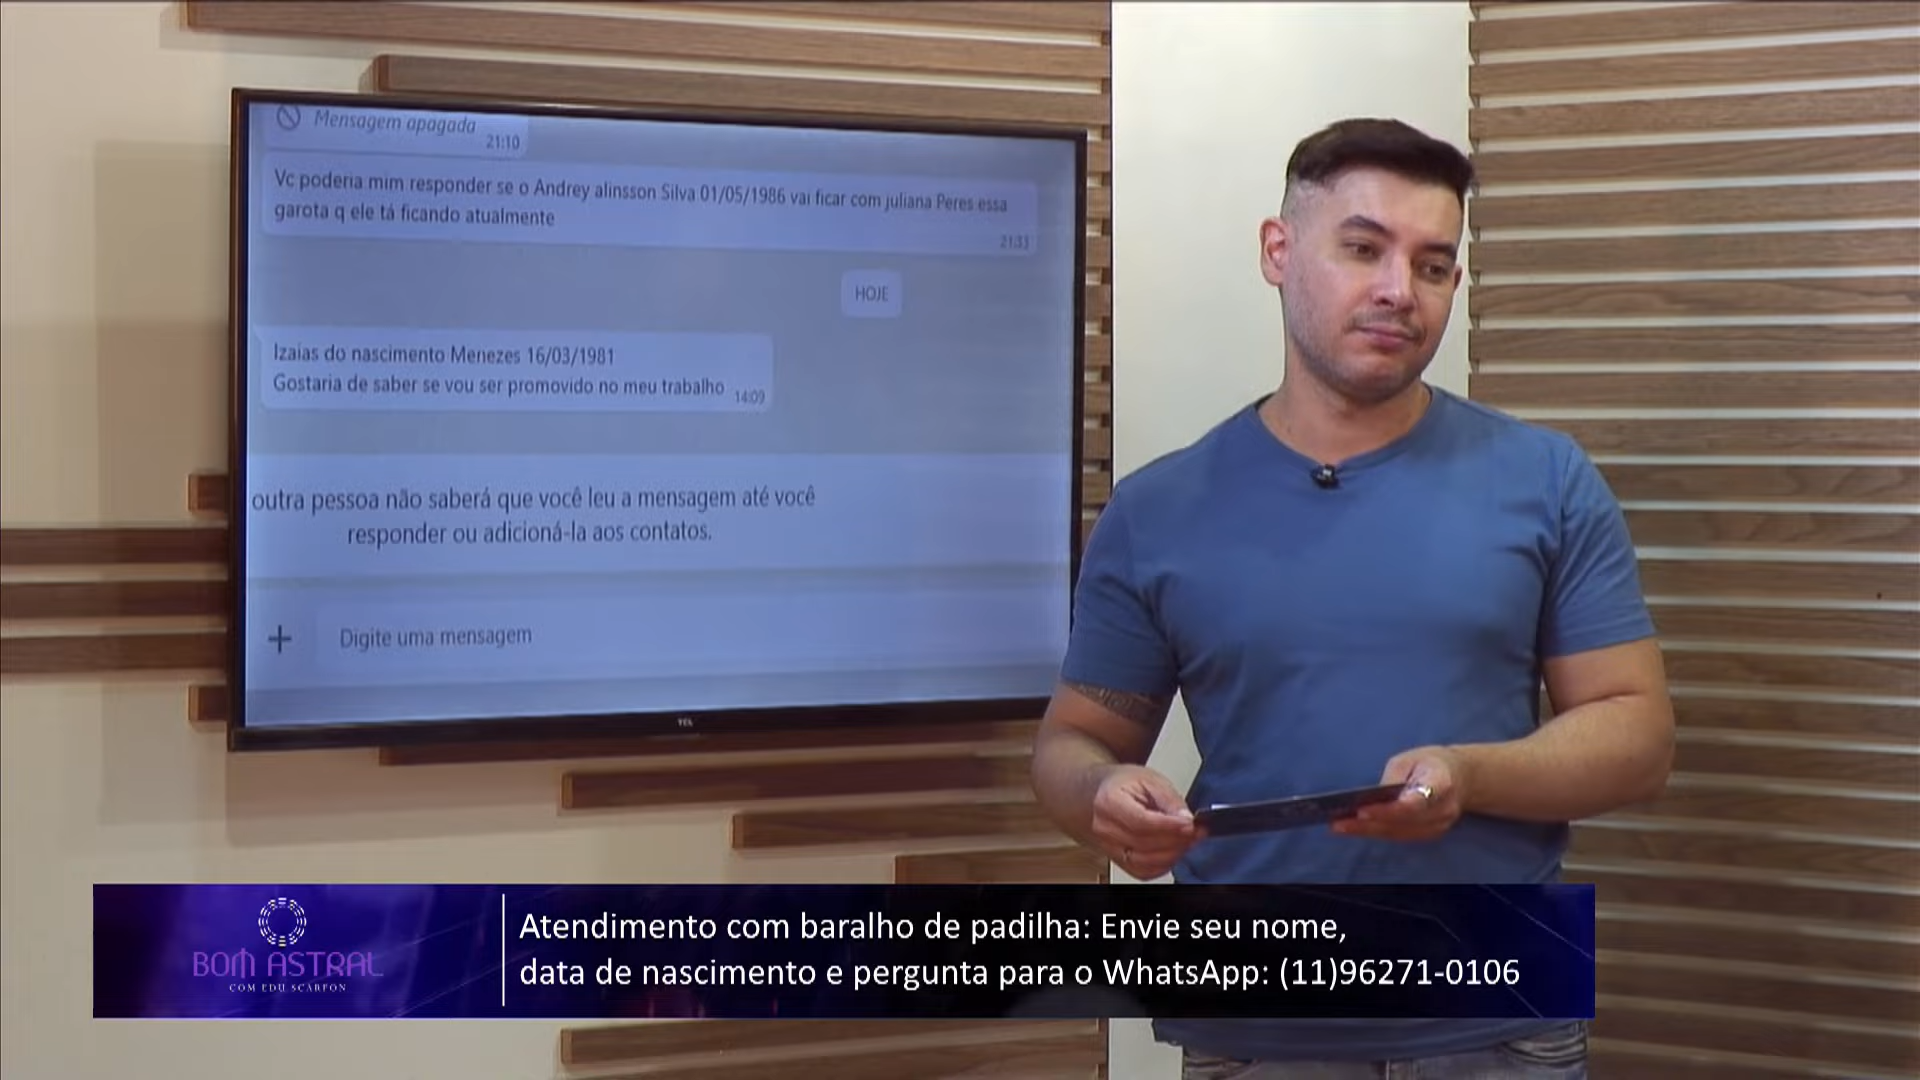 Mensagem apagada
21:10
Vc poderia mim responder se o Andrey alinsson Silva 01/05/1986 vai ficar com juliana Peres essa
garota q ele tá ficando atualmente
21:33
HOJE
Izaias do nascimento Menezes 16/03/1981
Gostaria de saber se vou ser promovido no meu trabalho
14:09
outra pessoa não saberá que você leu a mensagem até você
responder ou adicioná-la aos contatos.
+
Digite uma mensagem
TCL
BOM ASTRAL
COM EDU SCARFON
Atendimento com baralho de padilha: Envie seu nome,
data de nascimento e pergunta para o WhatsApp: (11)96271-0106